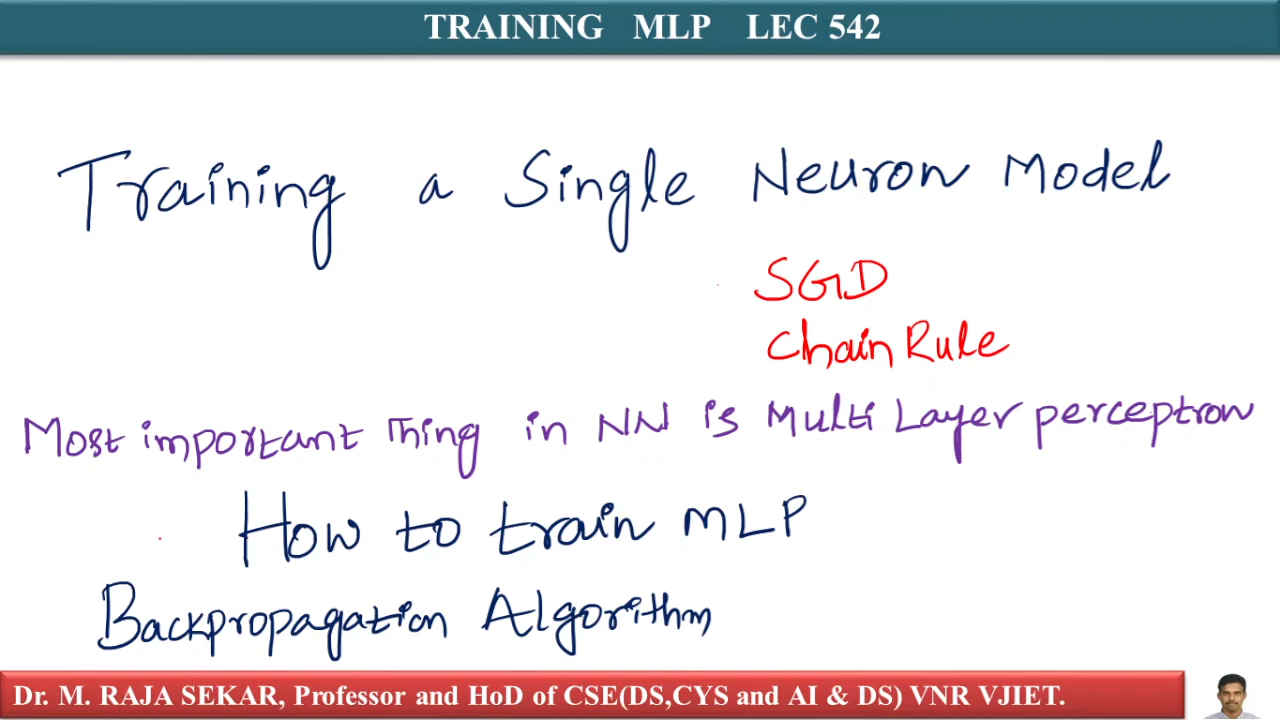 TRAINING MLP LEC 542
Training a Single Neuron Model
SGD
Chain Rule
Most important Thing in NN is Multi Layer perceptron
How to train MLP
Backpropagation Algorithm
Dr. M. RAJA SEKAR, Professor and HoD of CSE(DS,CYS and AI & DS) VNR VJIET.